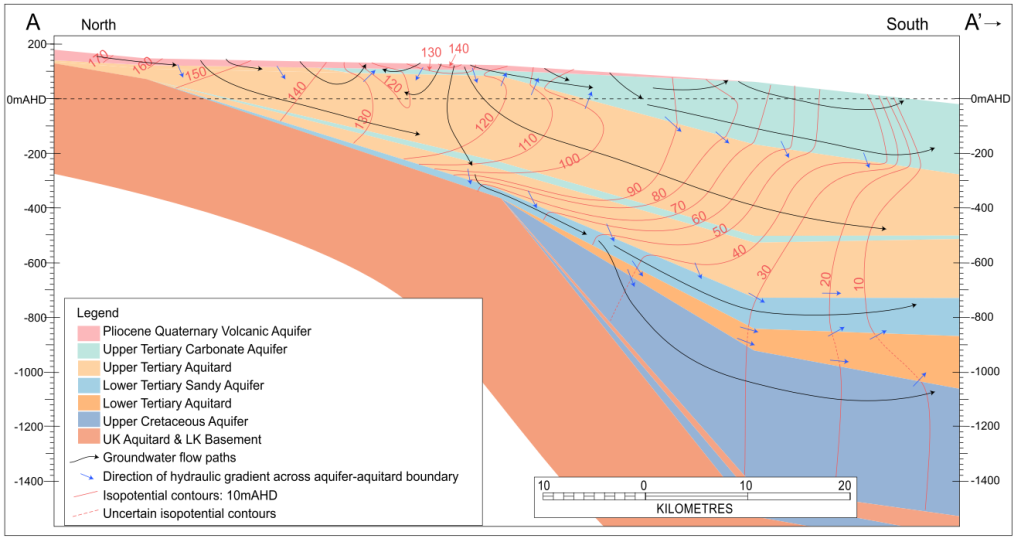 A North South A'
200
0mAHD
-200
-400
-600
-800
-1000
-1200
-1400
0mAHD
-200
-400
-600
-800
-1000
-1200
-1400
170
160
150
140
130
120
130
140
120
110
100
90
80
70
60
50
40
30
20
10
Legend
Pliocene Quaternary Volcanic Aquifer
Upper Tertiary Carbonate Aquifer
Upper Tertiary Aquitard
Lower Tertiary Sandy Aquifer
Lower Tertiary Aquitard
Upper Cretaceous Aquifer
UK Aquitard & LK Basement
Groundwater flow paths
Direction of hydraulic gradient across aquifer-aquitard boundary
Isopotential contours: 10mAHD
Uncertain isopotential contours
10 0 10 20
KILOMETRES